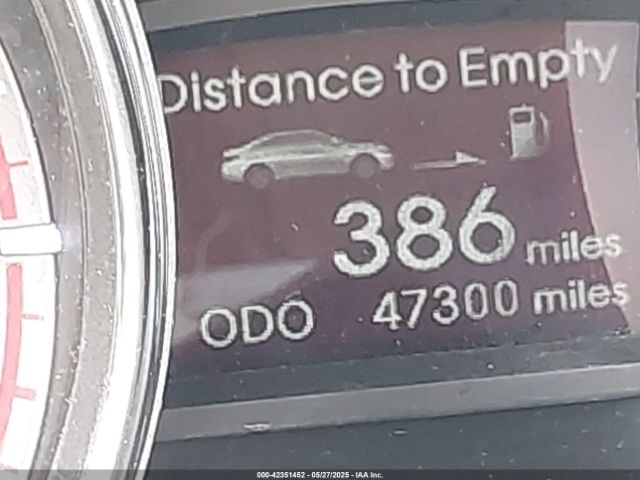 Distance to Empty
386 miles
ODO 47300 miles
000-42351452 - 05/27/2025 - IAA Inc.